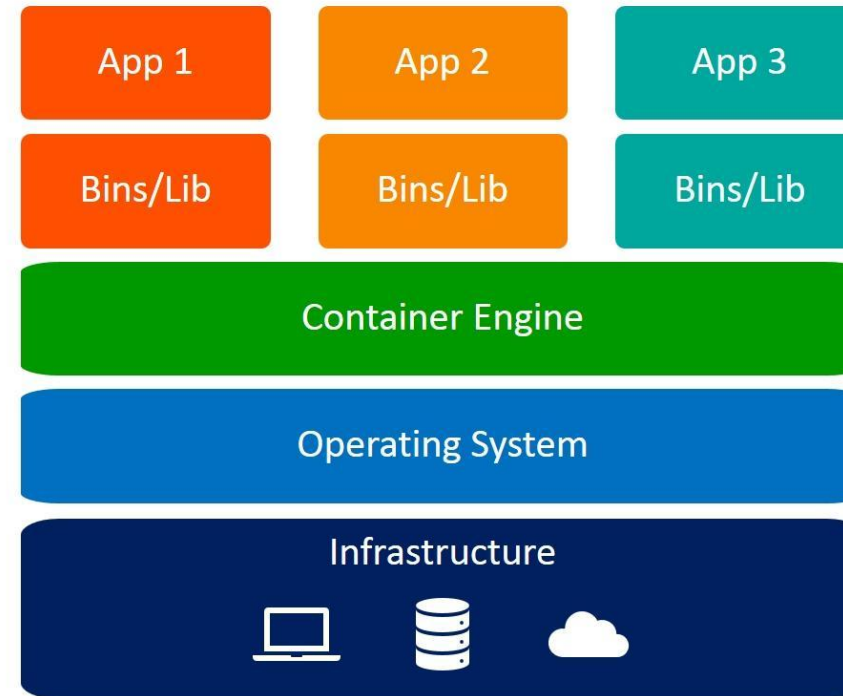 App 1
App 2
App 3
Bins/Lib
Bins/Lib
Bins/Lib
Container Engine
Operating System
Infrastructure